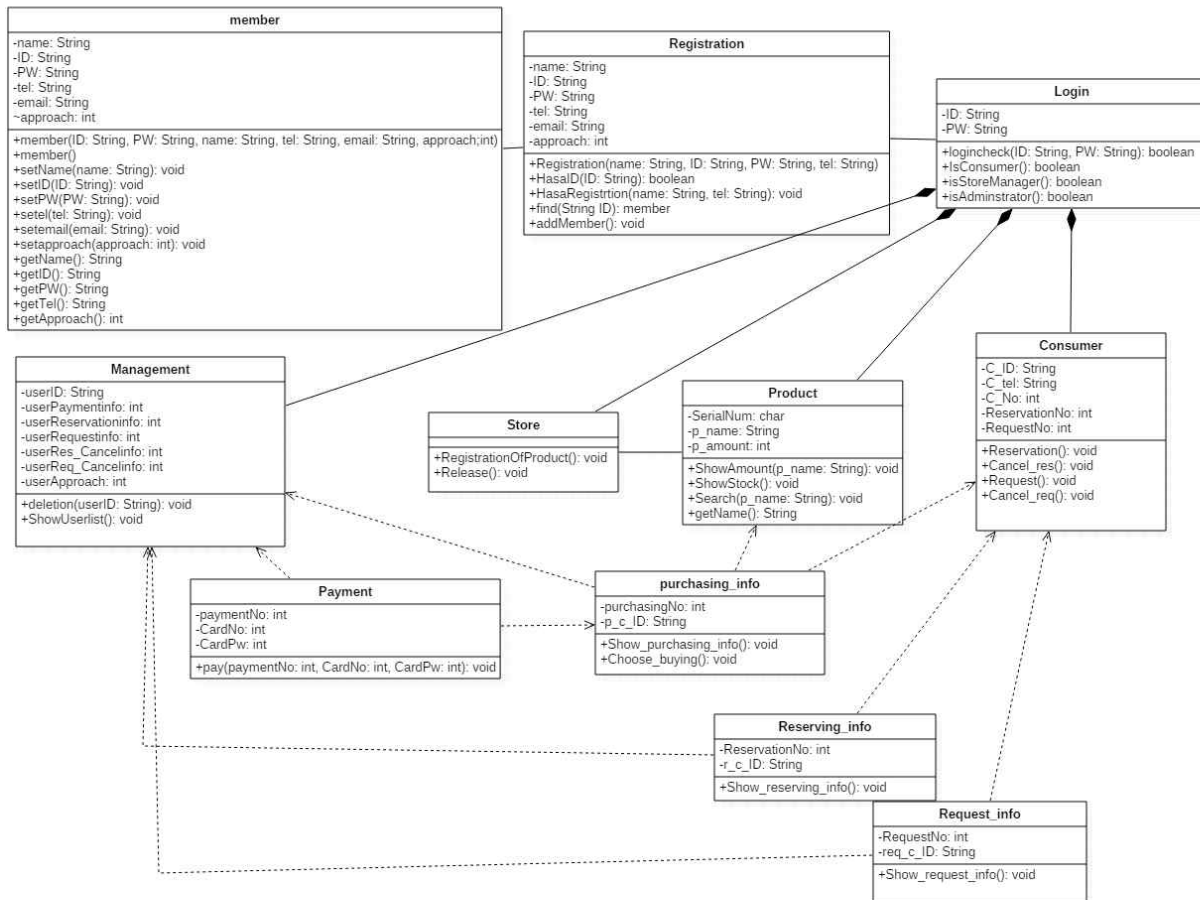 member
-name: String
-ID: String
-PW: String
-tel: String
-email: String
~approach: int
+member(ID: String, PW: String, name: String, tel: String, email: String, approach;int)
+member()
+setName(name: String): void
+setID(ID: String): void
+setPW(PW: String): void
+setel(tel: String): void
+setemail(email: String): void
+setapproach(approach: int): void
+getName(): String
+getID(): String
+getPW(): String
+getTel(): String
+getApproach(): int
Registration
-name: String
-ID: String
-PW: String
-tel: String
-email: String
-approach: int
+Registration(name: String, ID: String, PW: String, tel: String)
+HasaID(ID: String): boolean
+HasaRegistrtion(name: String, tel: String): void
+find(String ID): member
+addMember(): void
Login
-ID: String
-PW: String
+logincheck(ID: String, PW: String): boolean
+IsConsumer(): boolean
+isStoreManager(): boolean
+isAdminstrator(): boolean
Management
-userID: String
-userPaymentinfo: int
-userReservationinfo: int
-userRequestinfo: int
-userRes_Cancelinfo: int
-userReq_Cancelinfo: int
-userApproach: int
+deletion(userID: String): void
+ShowUserlist(): void
Store
+RegistrationOfProduct(): void
+Release(): void
Product
-SerialNum: char
-p_name: String
-p_amount: int
+ShowAmount(p_name: String): void
+ShowStock(): void
+Search(p_name: String): void
+getName(): String
Consumer
-C_ID: String
-C_tel: String
-C_No: int
-ReservationNo: int
-RequestNo: int
+Reservation(): void
+Cancel_res(): void
+Request(): void
+Cancel_req(): void
Payment
-paymentNo: int
-CardNo: int
-CardPw: int
+pay(paymentNo: int, CardNo: int, CardPw: int): void
purchasing_info
-purchasingNo: int
-p_c_ID: String
+Show_purchasing_info(): void
+Choose_buying(): void
Reserving_info
-ReservationNo: int
-r_c_ID: String
+Show_reserving_info(): void
Request_info
-RequestNo: int
-req_c_ID: String
+Show_request_info(): void